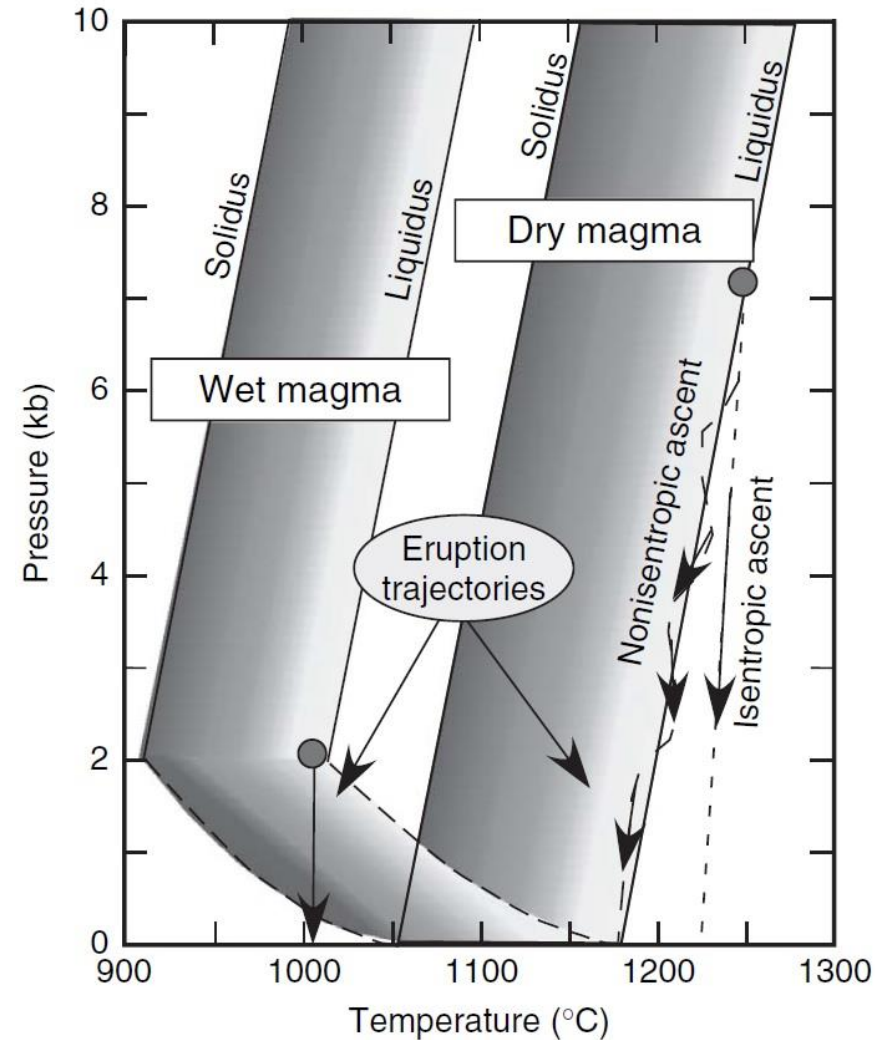 10
8
6
4
2
0
Pressure (kb)
Solidus
Liquidus
Wet magma
Solidus
Liquidus
Dry magma
Eruption
trajectories
Nonisentropic ascent
Isentropic ascent
900
1000
1100
1200
1300
Temperature (°C)